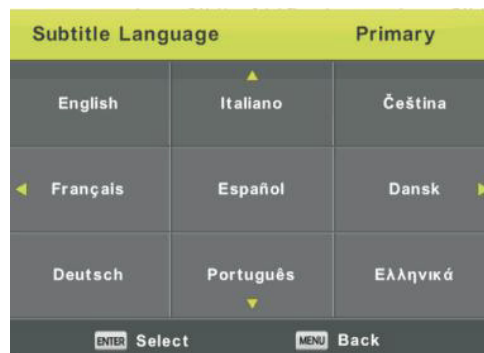 Subtitle Language Primary
English Italiano Čeština
Français Español Dansk
Deutsch Português Ελληνικά
ENTER Select MENU Back